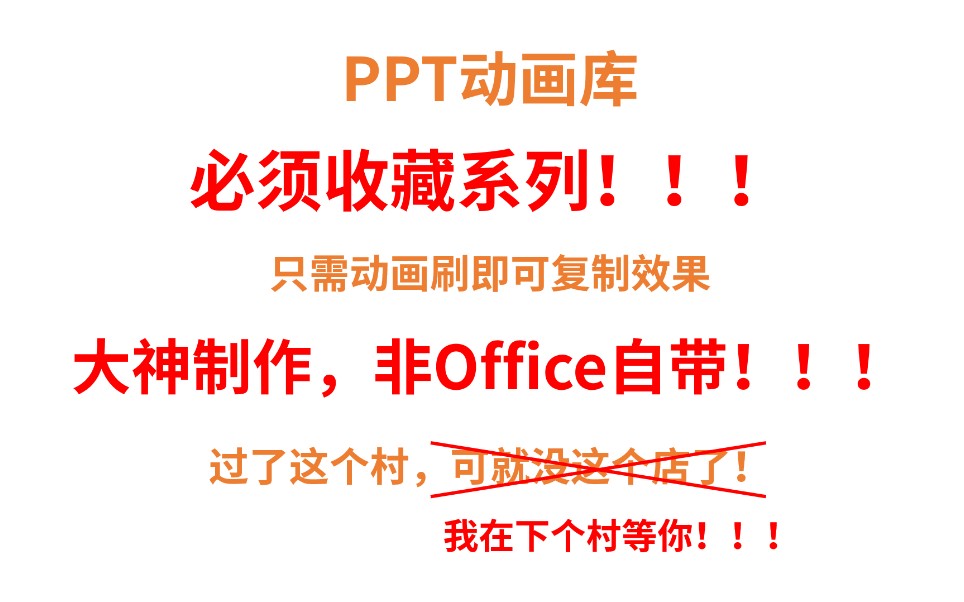 PPT动画库
必须收藏系列！！！
只需动画刷即可复制效果
大神制作，非Office自带！！！
过了这个村，可就没这个店了！
我在下个村等你！！！